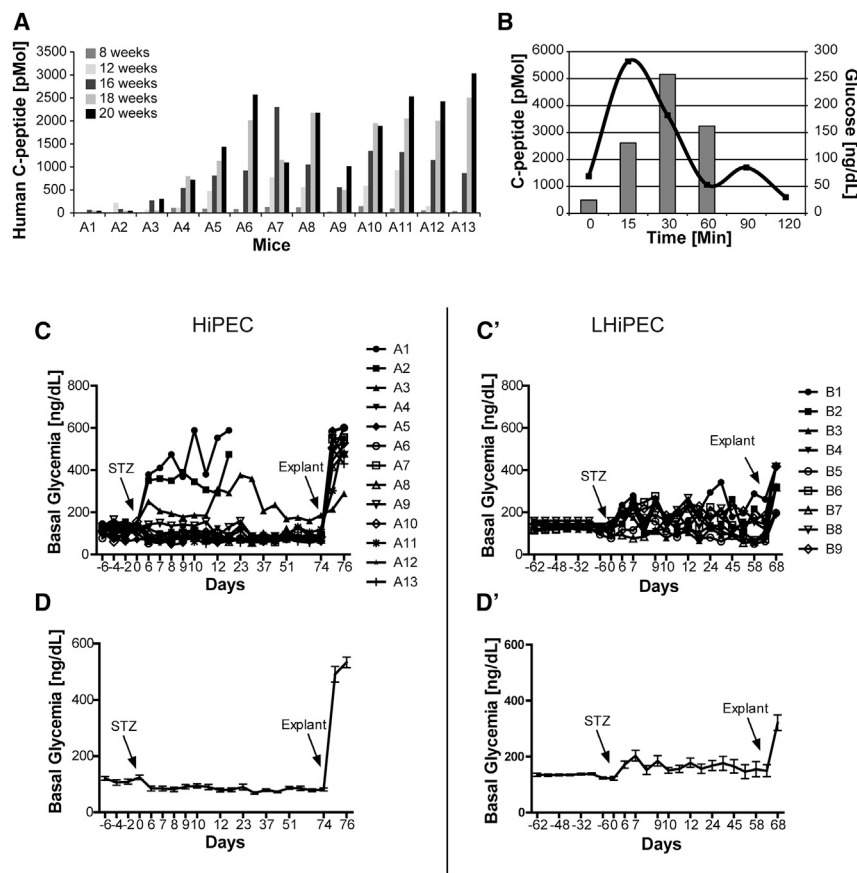 A
Human C-peptide [pMol]
3500
3000
2500
2000
1500
1000
500
0
8 weeks
12 weeks
16 weeks
18 weeks
20 weeks
A1 A2 A3 A4 A5 A6 A7 A8 A9 A10 A11 A12 A13
Mice
B
C-peptide [pMol]
6000
5000
4000
3000
2000
1000
0
300
250
200
150
100
50
0
Glucose [ng/dL]
0 15 30 60 90 120
Time [Min]
HiPEC
C
Basal Glycemia [ng/dL]
800
600
400
200
0
STZ
Explant
-6 -4 -2 0 6 7 8 9 10 12 23 37 51 74 76
Days
A1
A2
A3
A4
A5
A6
A7
A8
A9
A10
A11
A12
A13
LHiPEC
C'
Basal Glycemia [ng/dL]
800
600
400
200
0
STZ
Explant
-62 -48 -32 -6 0 6 7 9 10 12 24 45 58 68
Days
B1
B2
B3
B4
B5
B6
B7
B8
B9
D
Basal Glycemia [ng/dL]
600
400
200
0
STZ
Explant
-6 -4 -2 0 6 7 8 9 10 12 23 37 51 74 76
Days
D'
Basal Glycemia [ng/dL]
600
400
200
0
STZ
Explant
-62 -48 -32 -6 0 6 7 9 10 12 24 45 58 68
Days